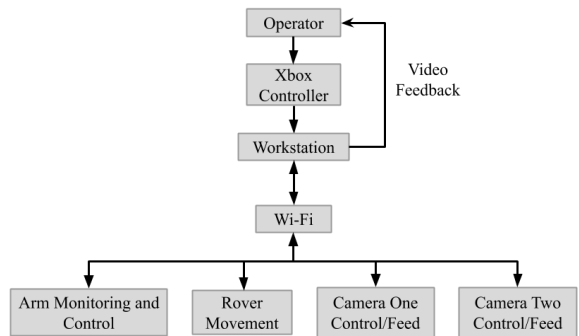 Operator
Xbox
Controller
Video
Feedback
Workstation
Wi-Fi
Arm Monitoring and
Control
Rover
Movement
Camera One
Control/Feed
Camera Two
Control/Feed